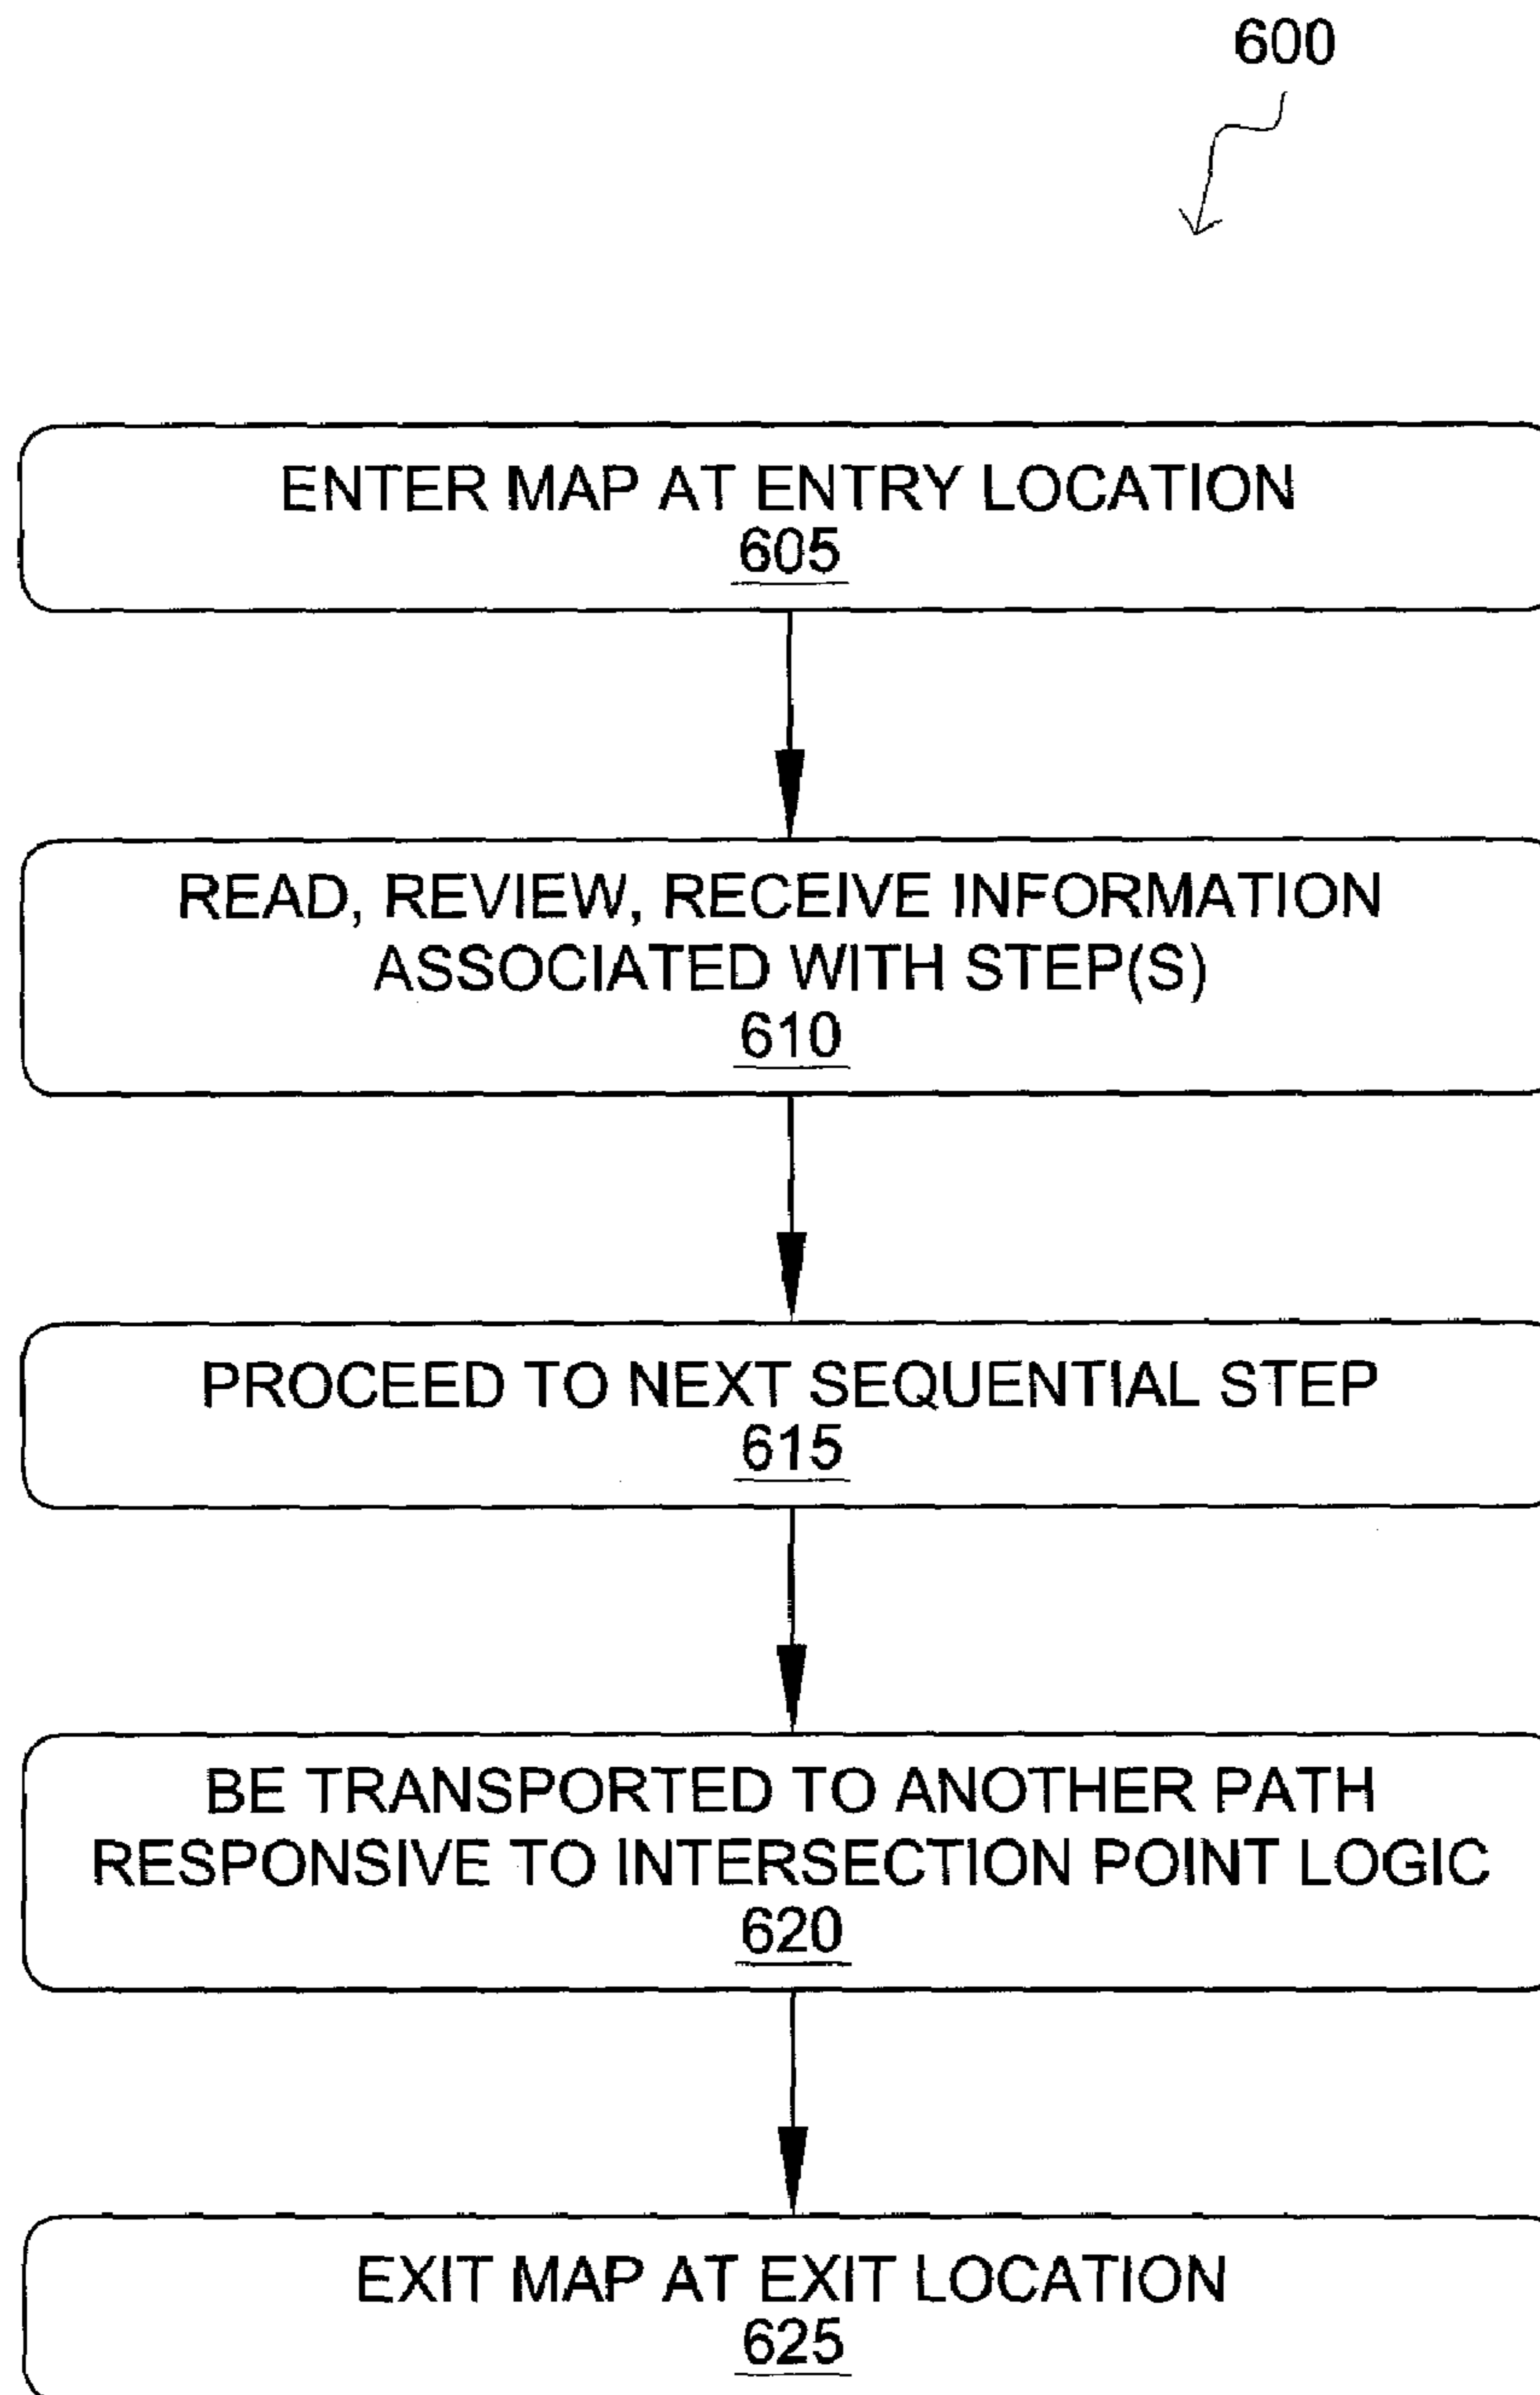 600
ENTER MAP AT ENTRY LOCATION
605
READ, REVIEW, RECEIVE INFORMATION
ASSOCIATED WITH STEP(S)
610
PROCEED TO NEXT SEQUENTIAL STEP
615
BE TRANSPORTED TO ANOTHER PATH
RESPONSIVE TO INTERSECTION POINT LOGIC
620
EXIT MAP AT EXIT LOCATION
625